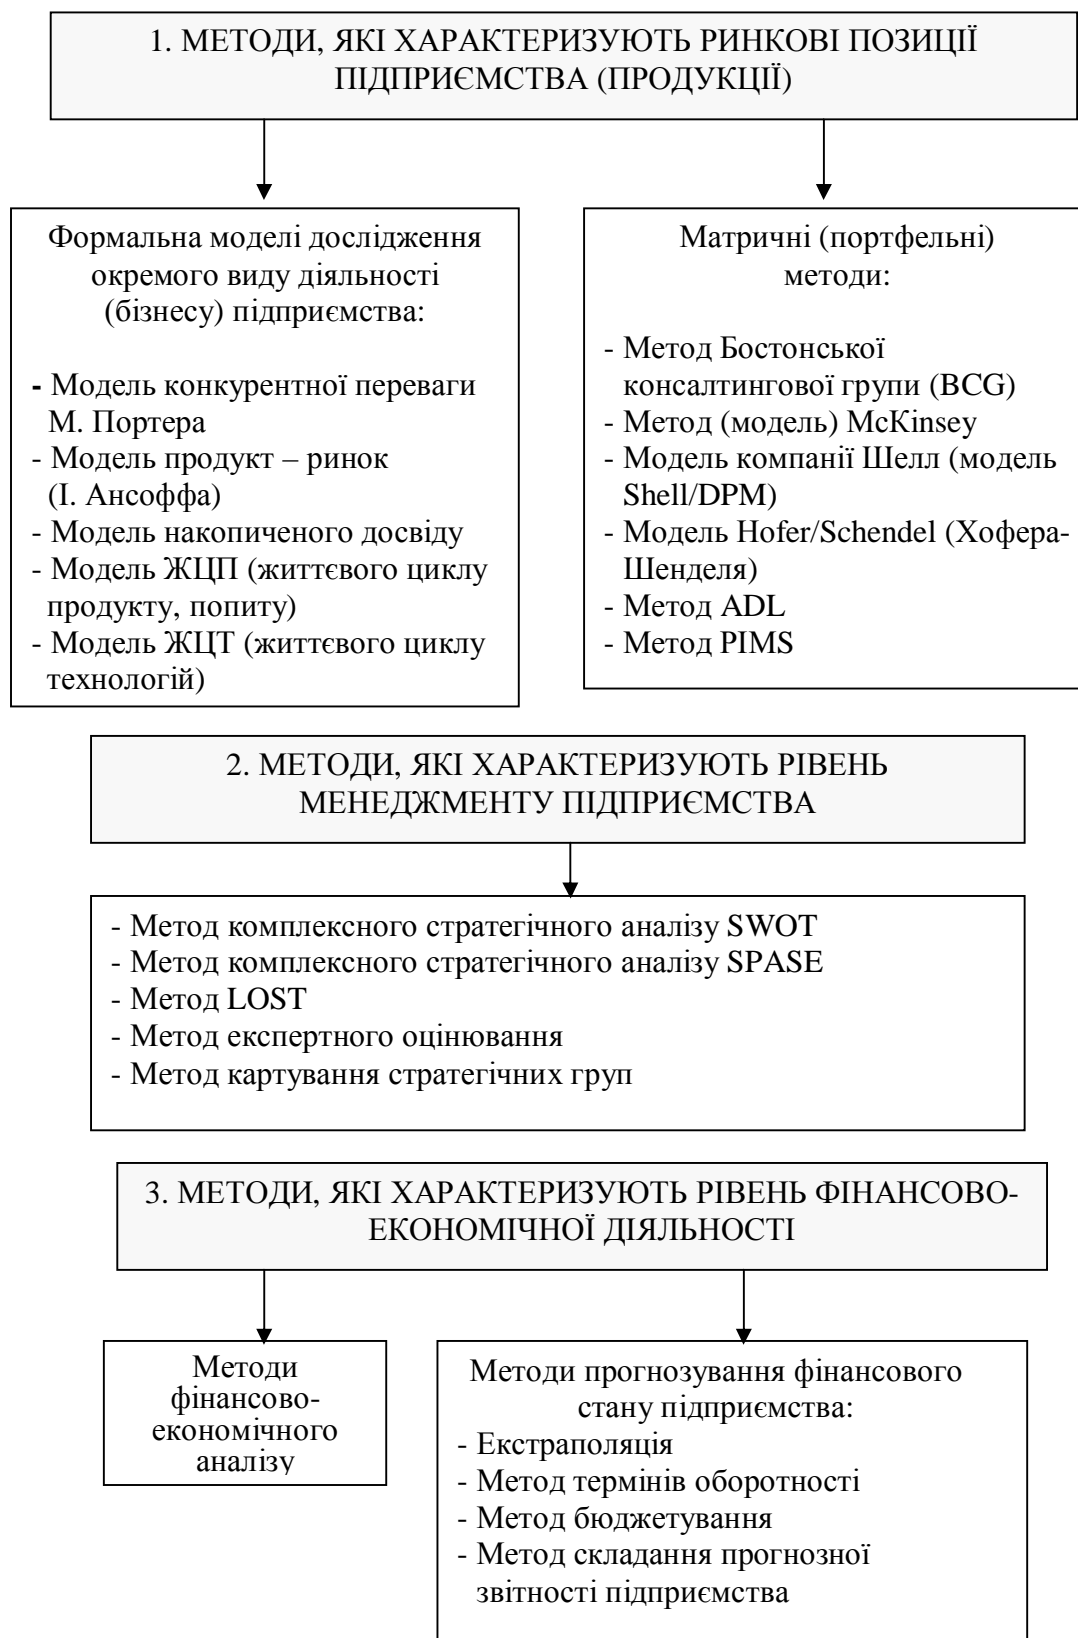 1. МЕТОДИ, ЯКІ ХАРАКТЕРИЗУЮТЬ РИНКОВІ ПОЗИЦІЇ
ПІДПРИЄМСТВА (ПРОДУКЦІЇ)
Формальна моделі дослідження
окремого виду діяльності
(бізнесу) підприємства:
- Модель конкурентної переваги
М. Портера
- Модель продукт – ринок
(І. Ансоффа)
- Модель накопиченого досвіду
- Модель ЖЦП (життєвого циклу
продукту, попиту)
- Модель ЖЦТ (життєвого циклу
технологій)
Матричні (портфельні)
методи:
- Метод Бостонської
консалтингової групи (BCG)
- Метод (модель) McKinsey
- Модель компанії Шелл (модель
Shell/DPM)
- Модель Hofer/Schendel (Хофера-
Шенделя)
- Метод ADL
- Метод PIMS
2. МЕТОДИ, ЯКІ ХАРАКТЕРИЗУЮТЬ РІВЕНЬ
МЕНЕДЖМЕНТУ ПІДПРИЄМСТВА
- Метод комплексного стратегічного аналізу SWOT
- Метод комплексного стратегічного аналізу SPASE
- Метод LOST
- Метод експертного оцінювання
- Метод картування стратегічних груп
3. МЕТОДИ, ЯКІ ХАРАКТЕРИЗУЮТЬ РІВЕНЬ ФІНАНСОВО-
ЕКОНОМІЧНОЇ ДІЯЛЬНОСТІ
Методи
фінансово-
економічного
аналізу
Методи прогнозування фінансового
стану підприємства:
- Екстраполяція
- Метод термінів оборотності
- Метод бюджетування
- Метод складання прогнозної
звітності підприємства